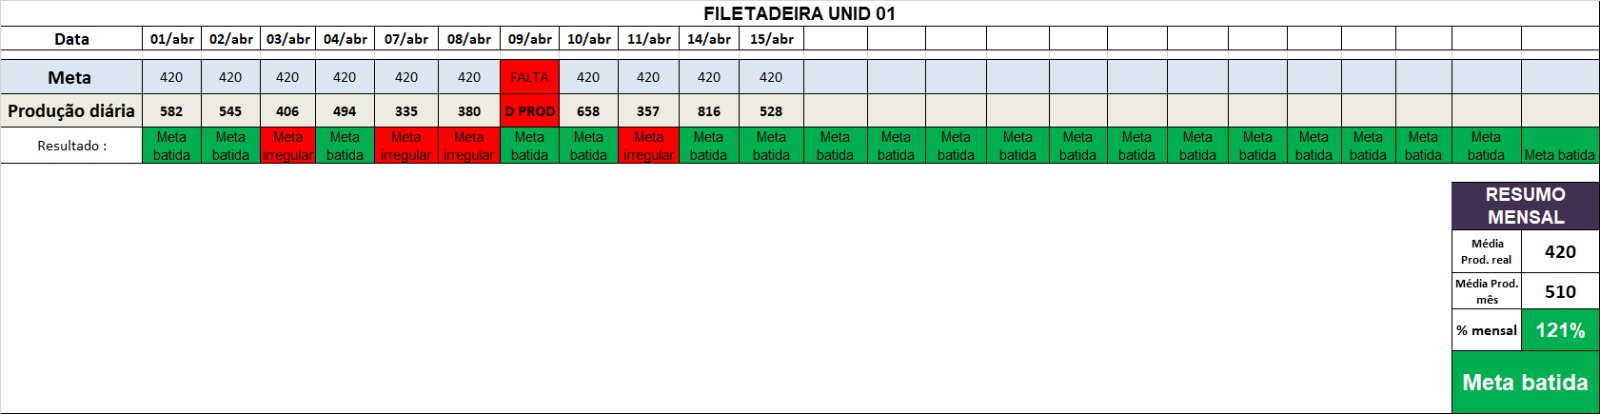 FILETADEIRA UNID 01
Data 01/abr 02/abr 03/abr 04/abr 07/abr 08/abr 09/abr 10/abr 11/abr 14/abr 15/abr
Meta 420 420 420 420 420 420 FALTA 420 420 420 420
Produção diária 582 545 406 494 335 380 D PROD 658 357 816 528
Resultado : Meta batida Meta batida Meta irregular Meta batida Meta irregular Meta irregular Meta batida Meta batida Meta irregular Meta batida Meta batida Meta batida Meta batida Meta batida Meta batida Meta batida Meta batida Meta batida Meta batida Meta batida Meta batida Meta batida Meta batida Meta batida
RESUMO
MENSAL
Média
Prod. real 420
Média Prod.
mês 510
% mensal 121%
Meta batida